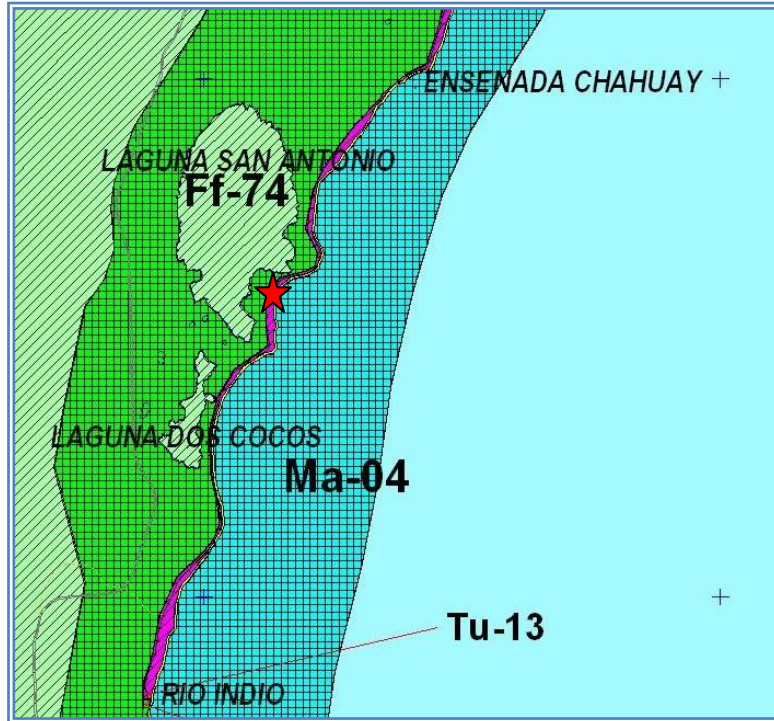 ENSENADA CHAHUAY
LAGUNA SAN ANTONIO
Ff-74
LAGUNA DOS COCOS
Ma-04
Tu-13
RIO INDIO